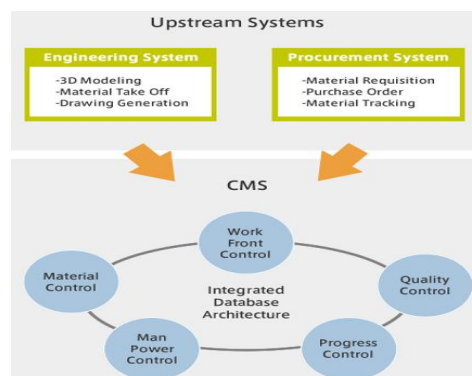 Upstream Systems
Engineering System
-3D Modeling
-Material Take Off
-Drawing Generation
Procurement System
-Material Requisition
-Purchase Order
-Material Tracking
CMS
Work
Front
Control
Material
Control
Quality
Control
Integrated
Database
Architecture
Man
Power
Control
Progress
Control